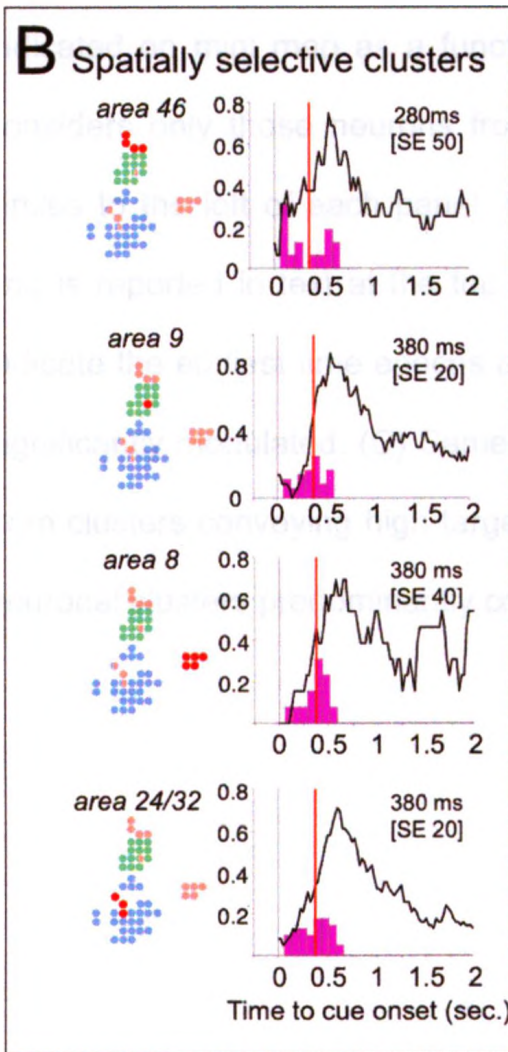 B Spatially selective clusters
area 46
0.8
0.6
0.4
0.2
0
280ms
[SE 50]
0 0.5 1 1.5 2
area 9
0.8
0.4
0
380 ms
[SE 20]
0 0.5 1 1.5 2
area 8
0.8
0.6
0.4
0.2
380 ms
[SE 40]
0 0.5 1 1.5 2
area 24/32
0.8
0.6
0.4
0.2
380 ms
[SE 20]
0 0.5 1 1.5 2
Time to cue onset (sec.)